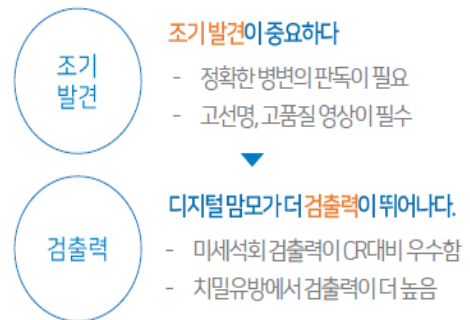 조기
발견
조기 발견이 중요하다
- 정확한 병변의 판독이 필요
- 고선명, 고품질 영상이 필수
검출력
디지털 맘모가 더 검출력이 뛰어나다.
- 미세석회 검출력이 CR대비 우수함
- 치밀유방에서 검출력이 더 높음